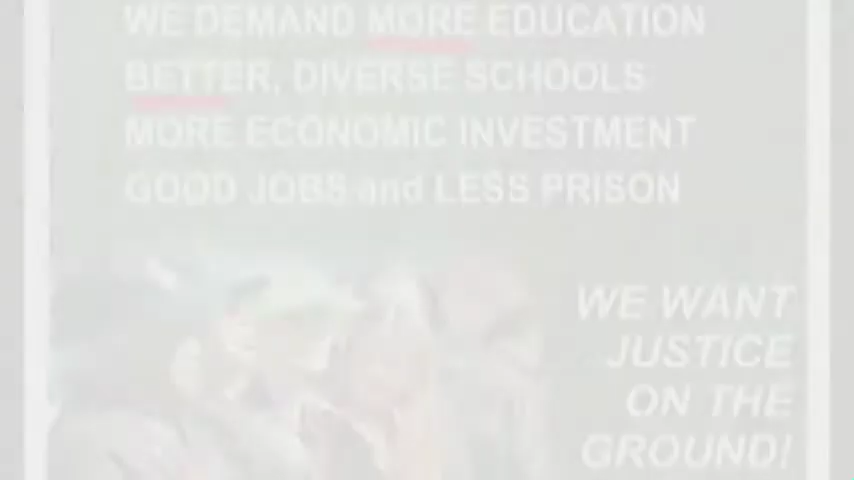 WE DEMAND MORE EDUCATION
BETTER, DIVERSE SCHOOLS
MORE ECONOMIC INVESTMENT
GOOD JOBS and LESS PRISON
WE WANT
JUSTICE
ON THE
GROUND!